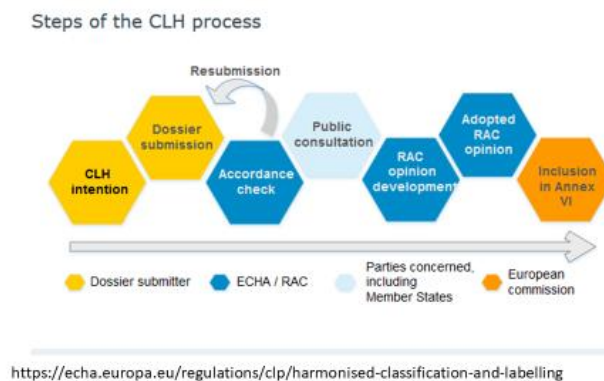 Steps of the CLH process
Resubmission
Dossier
submission
Public
consultation
Adopted
RAC
opinion
CLH
intention
Accordance
check
RAC
opinion
development
Inclusion
in Annex
VI
Dossier submitter
ECHA / RAC
Parties concerned,
including
Member States
European
commission
https://echa.europa.eu/regulations/clp/harmonised-classification-and-labelling